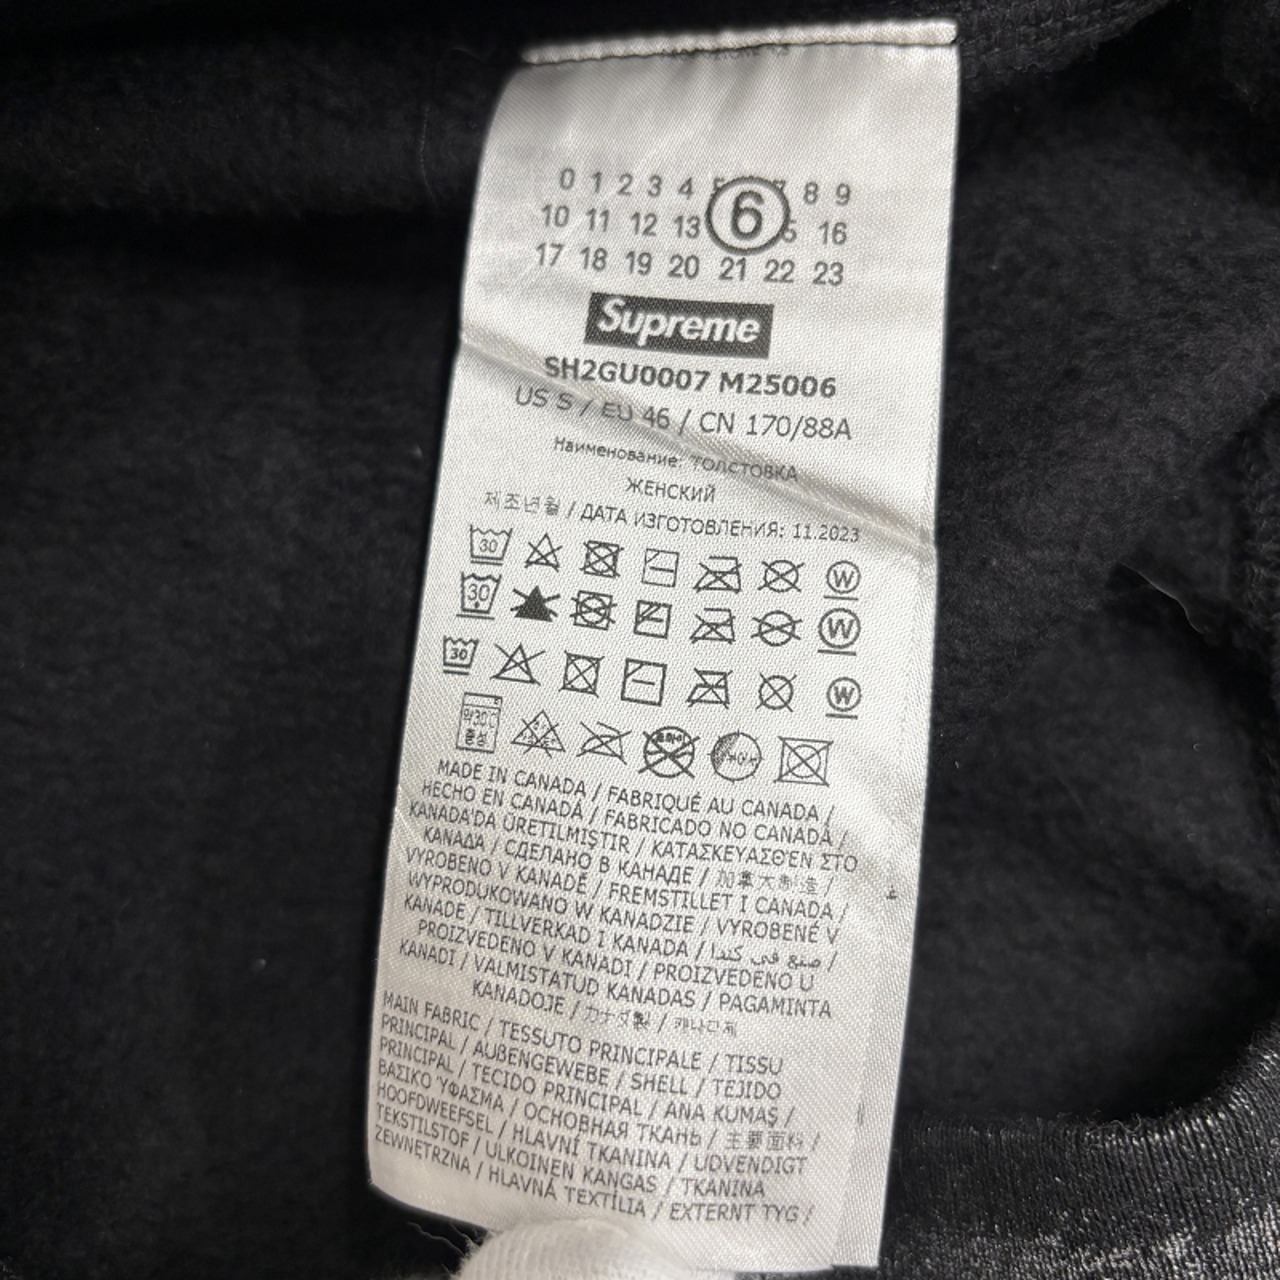 0 1 2 3 4 8 9
10 11 12 13 6 16
17 18 19 20 21 22 23
Supreme
SH2GU0007 M25006
US S / EU 46 / CN 170/88A
Наименование: ТОЛСТОВКА
ЖЕНСКИЙ
제조년월 / ДАТА ИЗГОТОВЛЕНИЯ: 11.2023
30 W
30 W
30 W
MADE IN CANADA / FABRIQUÉ AU CANADA /
HECHO EN CANADÁ / FABRICADO NO CANADÁ /
KANADA'DA ÜRETILMIŞTIR / ΚΑΤΑΣΚΕΥΑΣΘΈΝ ΣΤΟ
ΚΑΝΑΔΑ / СДЕЛАНО В КАНАДЕ / 加拿大制造 /
VYROBENO V KANADĚ / FREMSTILLET I CANADA /
WYPRODUKOWANO W KANADZIE / VYROBENÉ V
KANADE / TILLVERKAD I KANADA / صنع في كندا /
PROIZVEDENO V KANADI / PROIZVEDENO U
KANADI / VALMISTATUD KANADAS / PAGAMINTA
KANADOJE / カナダ製 / 캐나다제
MAIN FABRIC / TESSUTO PRINCIPALE / TISSU
PRINCIPAL / AUßENGEWEBE / SHELL / TEJIDO
PRINCIPAL / TECIDO PRINCIPAL / ANA KUMAŞ /
ΒΑΣΙΚΟ ΎΦΑΣΜΑ / ОСНОВНАЯ ТКАНЬ / 主要面料 /
HOOFDWEEFSEL / HLAVNÍ TKANINA / UDVENDIGT
TEKSTILSTOF / ULKOINEN KANGAS / TKANINA
ZEWNĘTRZNA / HLAVNÁ TEXTÍLIA / EXTERNT TYG /